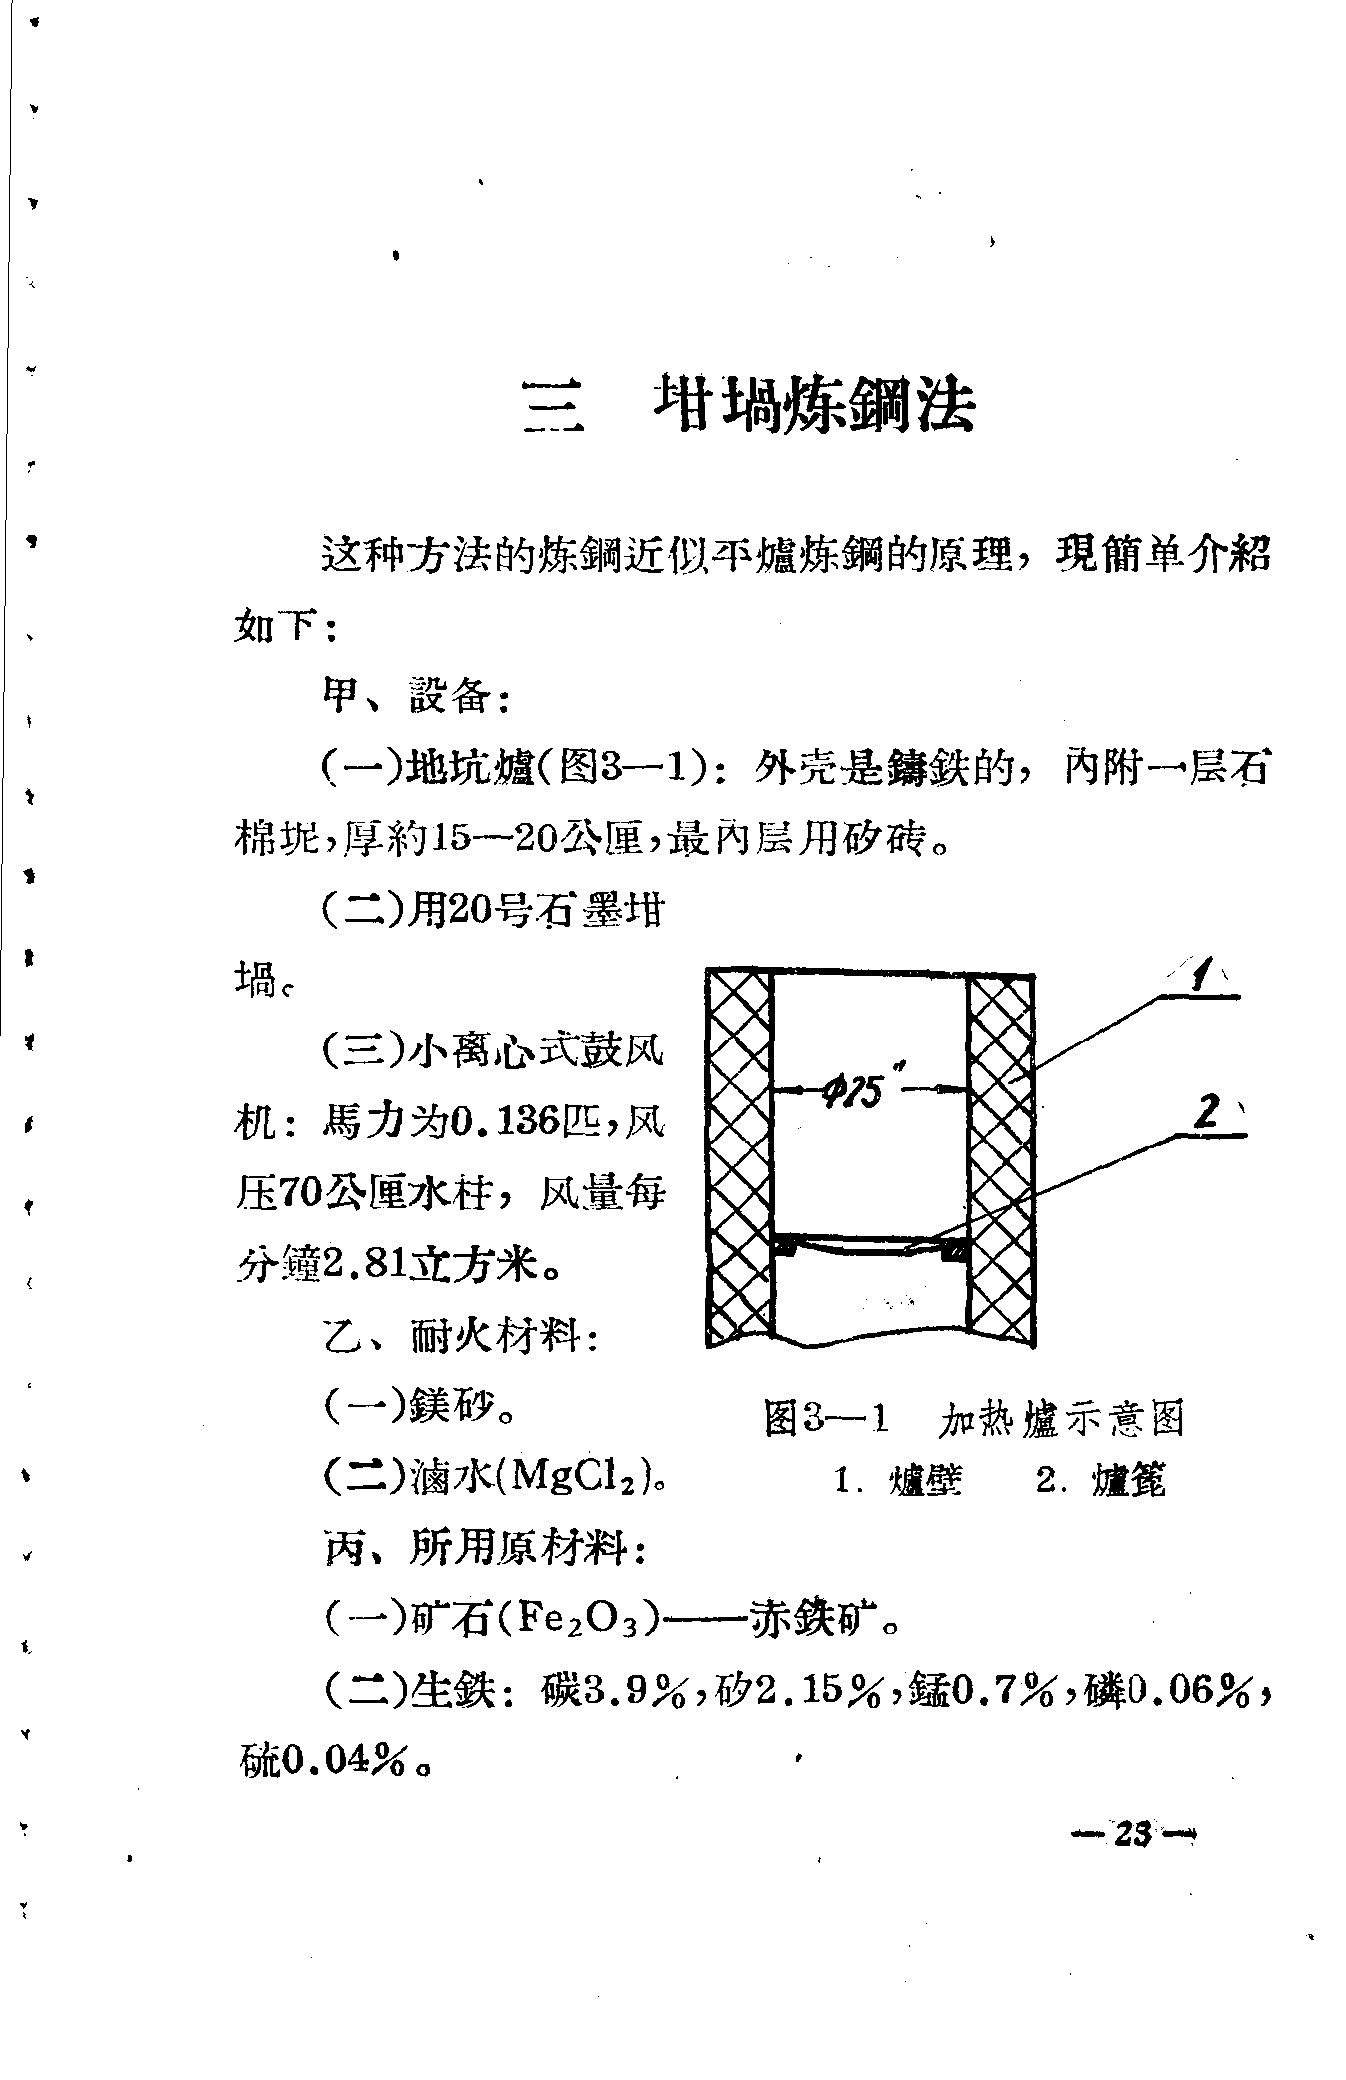 三　坩堝炼鋼法
这种方法的炼鋼近似平爐炼鋼的原理，現簡单介紹
如下：
甲、設备：
(一)地坑爐(图3—1)：外壳是鑄鉄的，內附一层石
棉坭，厚約15—20公厘，最內层用矽砖。
(二)用20号石墨坩
堝。
(三)小离心式鼓风
机：馬力为0.136匹，风
压70公厘水柱，风量每
分鐘2.81立方米。
乙、耐火材料：
(一)鎂砂。
(二)滷水(MgCl₂)。
丙、所用原材料：
(一)矿石(Fe₂O₃)——赤鉄矿。
(二)生鉄：碳3.9%，矽2.15%，錳0.7%，磷0.06%，
硫0.04%。
1
Φ25"
2
图3—1　加热爐示意图
1. 爐壁　2. 爐箆
—23—